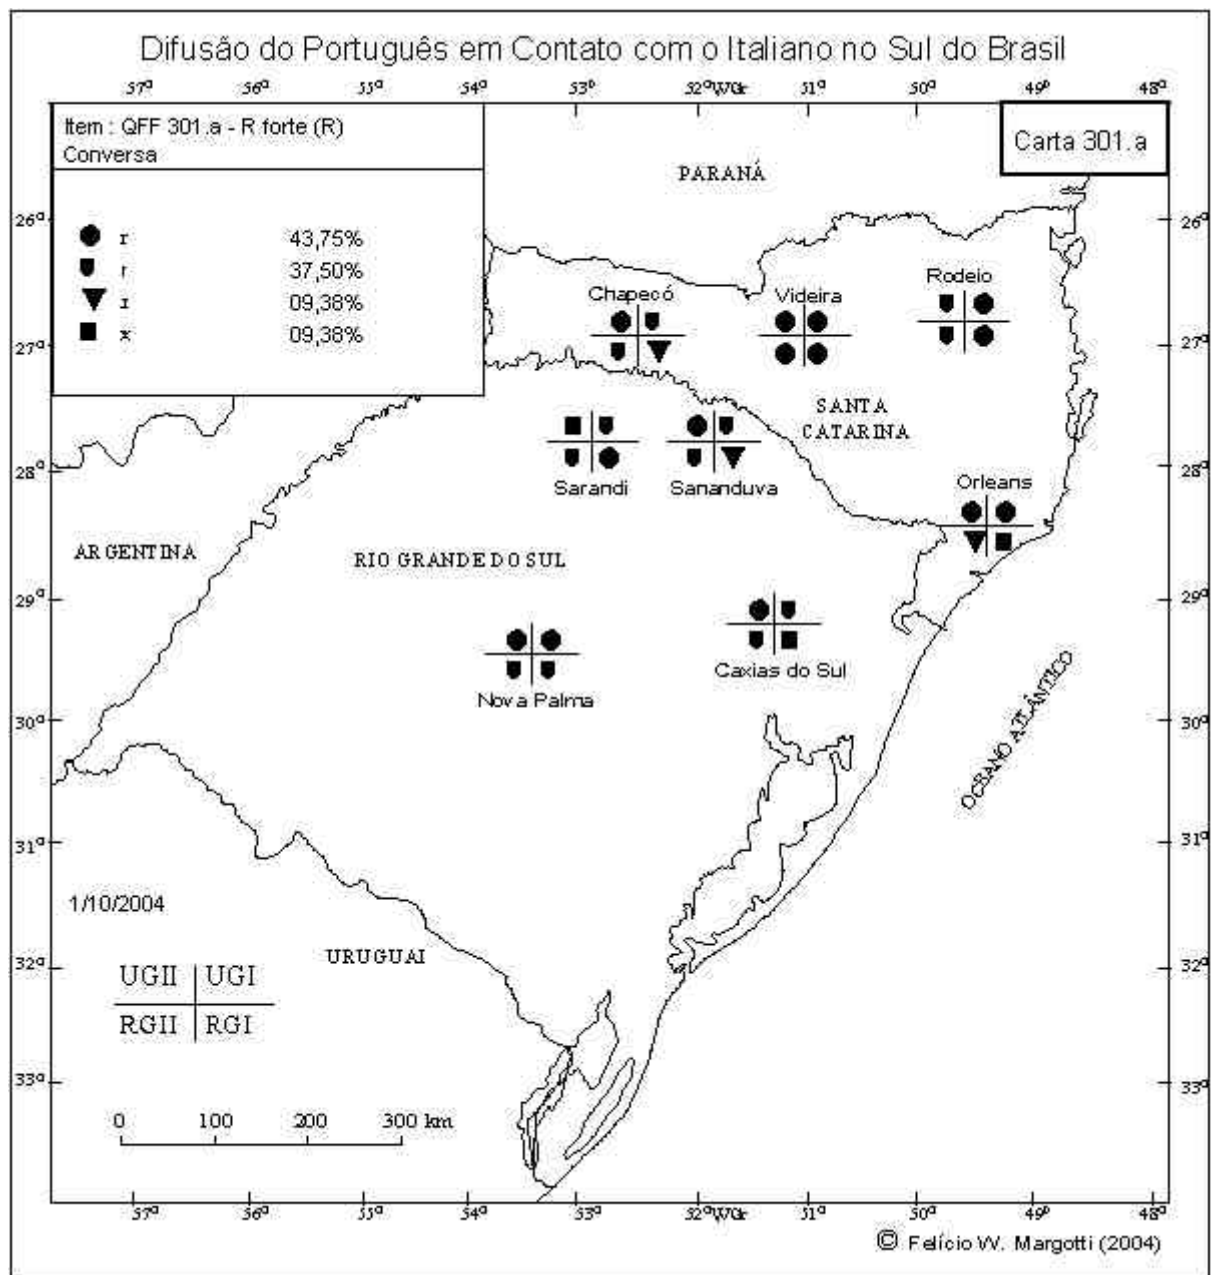 Difusão do Português em Contato com o Italiano no Sul do Brasil
57º 56º 55º 54º 53º 52ºWGr 51º 50º 49º 48º
Item : QFF 301.a - R forte (R)
Conversa
r 43,75%
ɾ 37,50%
ɹ 09,38%
x 09,38%
Carta 301.a
PARANÁ
26º 26º
Rodeio
Chapecó Videira
27º 27º
SANTA
CATARINA
28º 28º
Sarandi Sananduva
Orleans
ARGENTINA
RIO GRANDE DO SUL
29º 29º
Caxias do Sul
Nova Palma
OCEANO ATLÂNTICO
30º 30º
31º 31º
1/10/2004
URUGUAI
32º 32º
UGII UGI
RGII RGI
33º 33º
0 100 200 300 km
57º 56º 55º 54º 53º 52ºWGr 51º 50º 49º 48º
© Felício W. Margotti (2004)